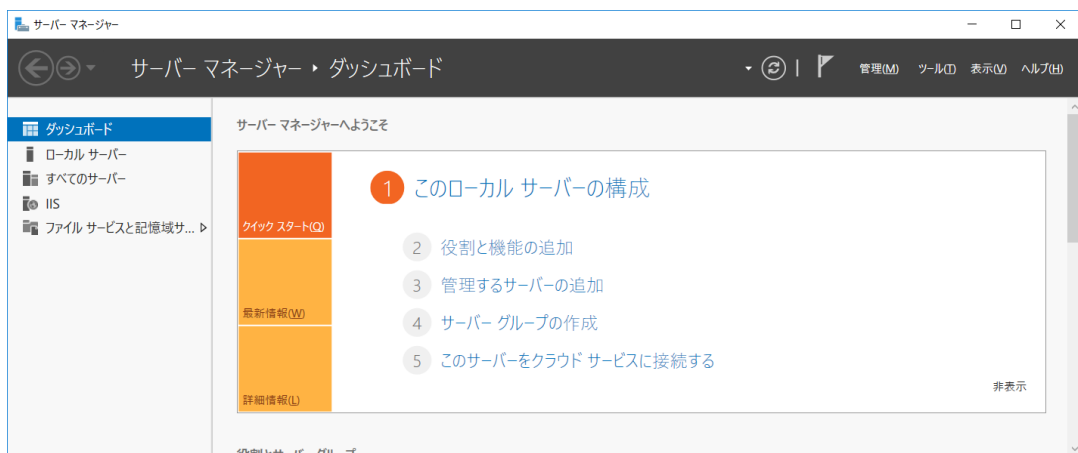 サーバー マネージャー
サーバー マネージャー ・ ダッシュボード
管理(M) ツール(T) 表示(V) ヘルプ(H)
ダッシュボード
ローカル サーバー
すべてのサーバー
IIS
ファイル サービスと記憶域サ...
サーバー マネージャーへようこそ
クイック スタート(Q)
最新情報(W)
詳細情報(L)
1 このローカル サーバーの構成
2 役割と機能の追加
3 管理するサーバーの追加
4 サーバー グループの作成
5 このサーバーをクラウド サービスに接続する
非表示